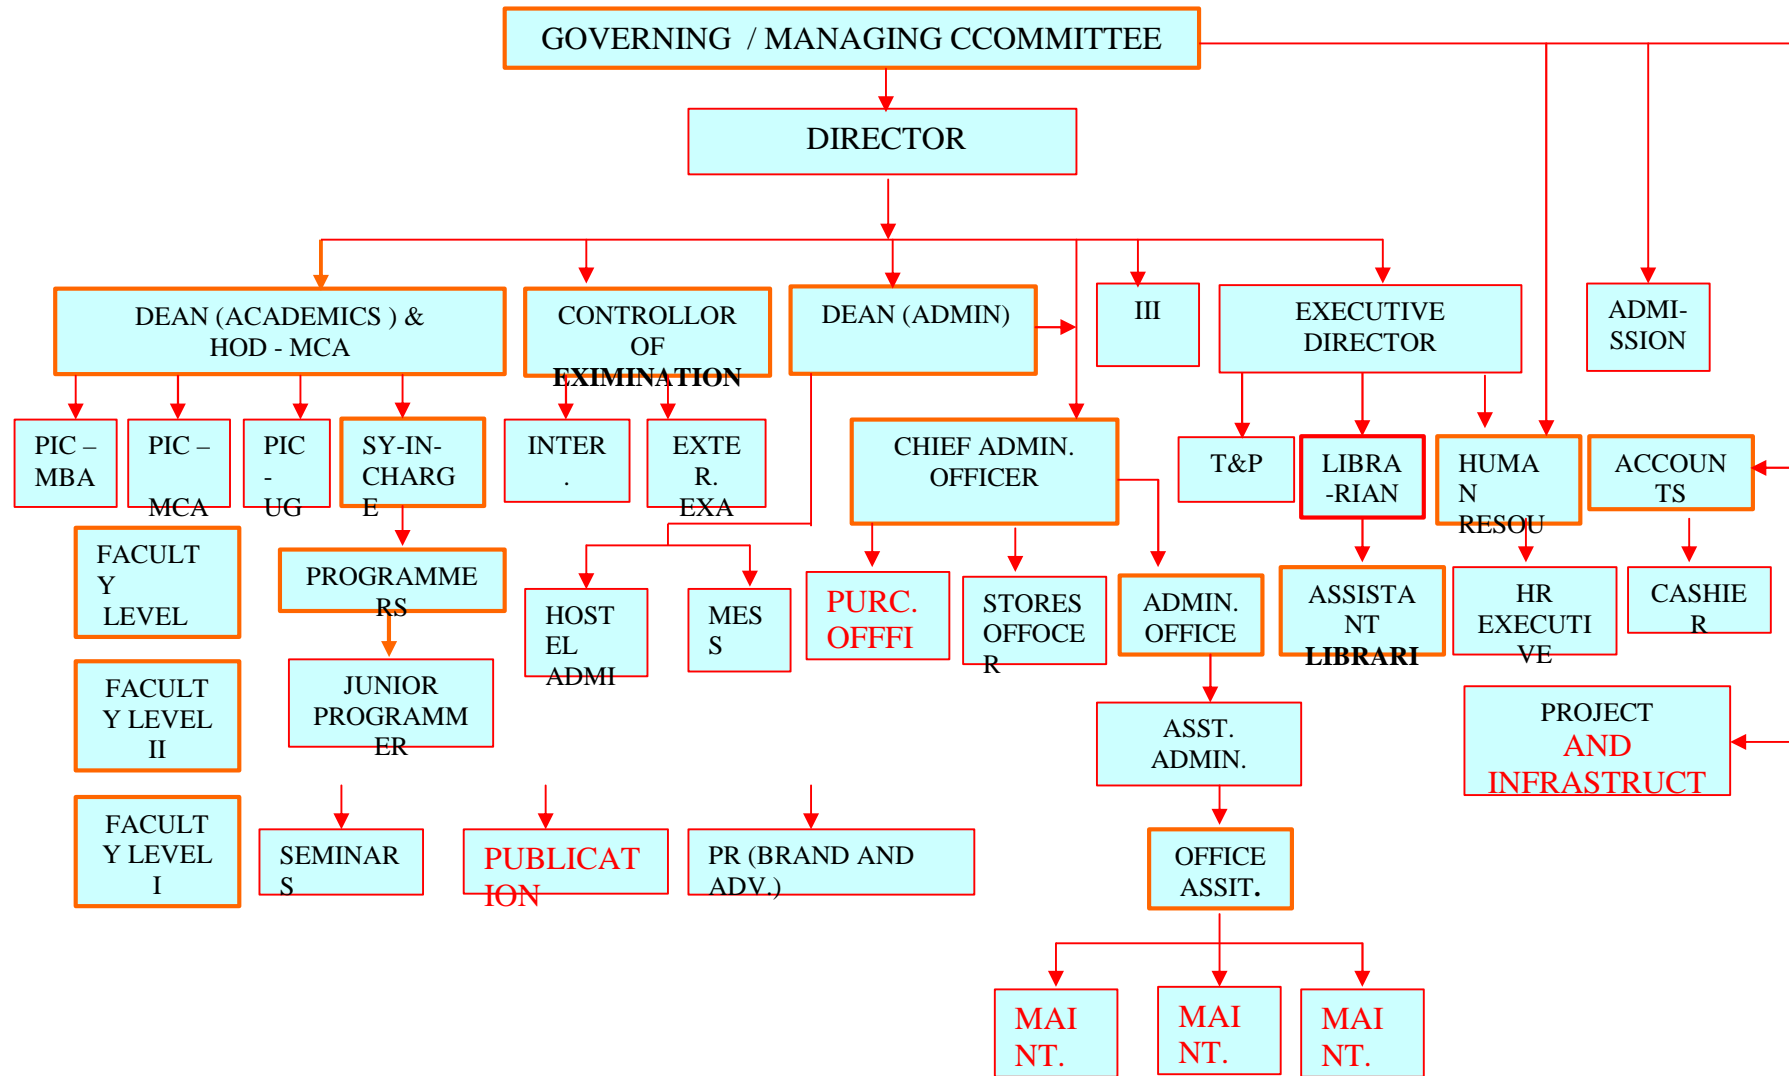 GOVERNING / MANAGING CCOMMITTEE
DIRECTOR
DEAN (ACADEMICS ) &
HOD - MCA
CONTROLLOR
OF
EXIMINATION
DEAN (ADMIN)
III
EXECUTIVE
DIRECTOR
ADMI-
SSION
PIC –
MBA
PIC –
MCA
PIC
-
UG
SY-IN-
CHARG
E
INTER
.
EXTE
R.
EXA
CHIEF ADMIN.
OFFICER
T&P
LIBRA
-RIAN
HUMA
N
RESOU
ACCOUN
TS
FACULT
Y
LEVEL
PROGRAMME
RS
HOST
EL
ADMI
MES
S
PURC.
OFFFI
STORES
OFFOCE
R
ADMIN.
OFFICE
ASSISTA
NT
LIBRARI
HR
EXECUTI
VE
CASHIE
R
FACULT
Y LEVEL
II
JUNIOR
PROGRAMM
ER
ASST.
ADMIN.
PROJECT
AND
INFRASTRUCT
FACULT
Y LEVEL
I
SEMINAR
S
PUBLICAT
ION
PR (BRAND AND
ADV.)
OFFICE
ASSIT.
MAI
NT.
MAI
NT.
MAI
NT.